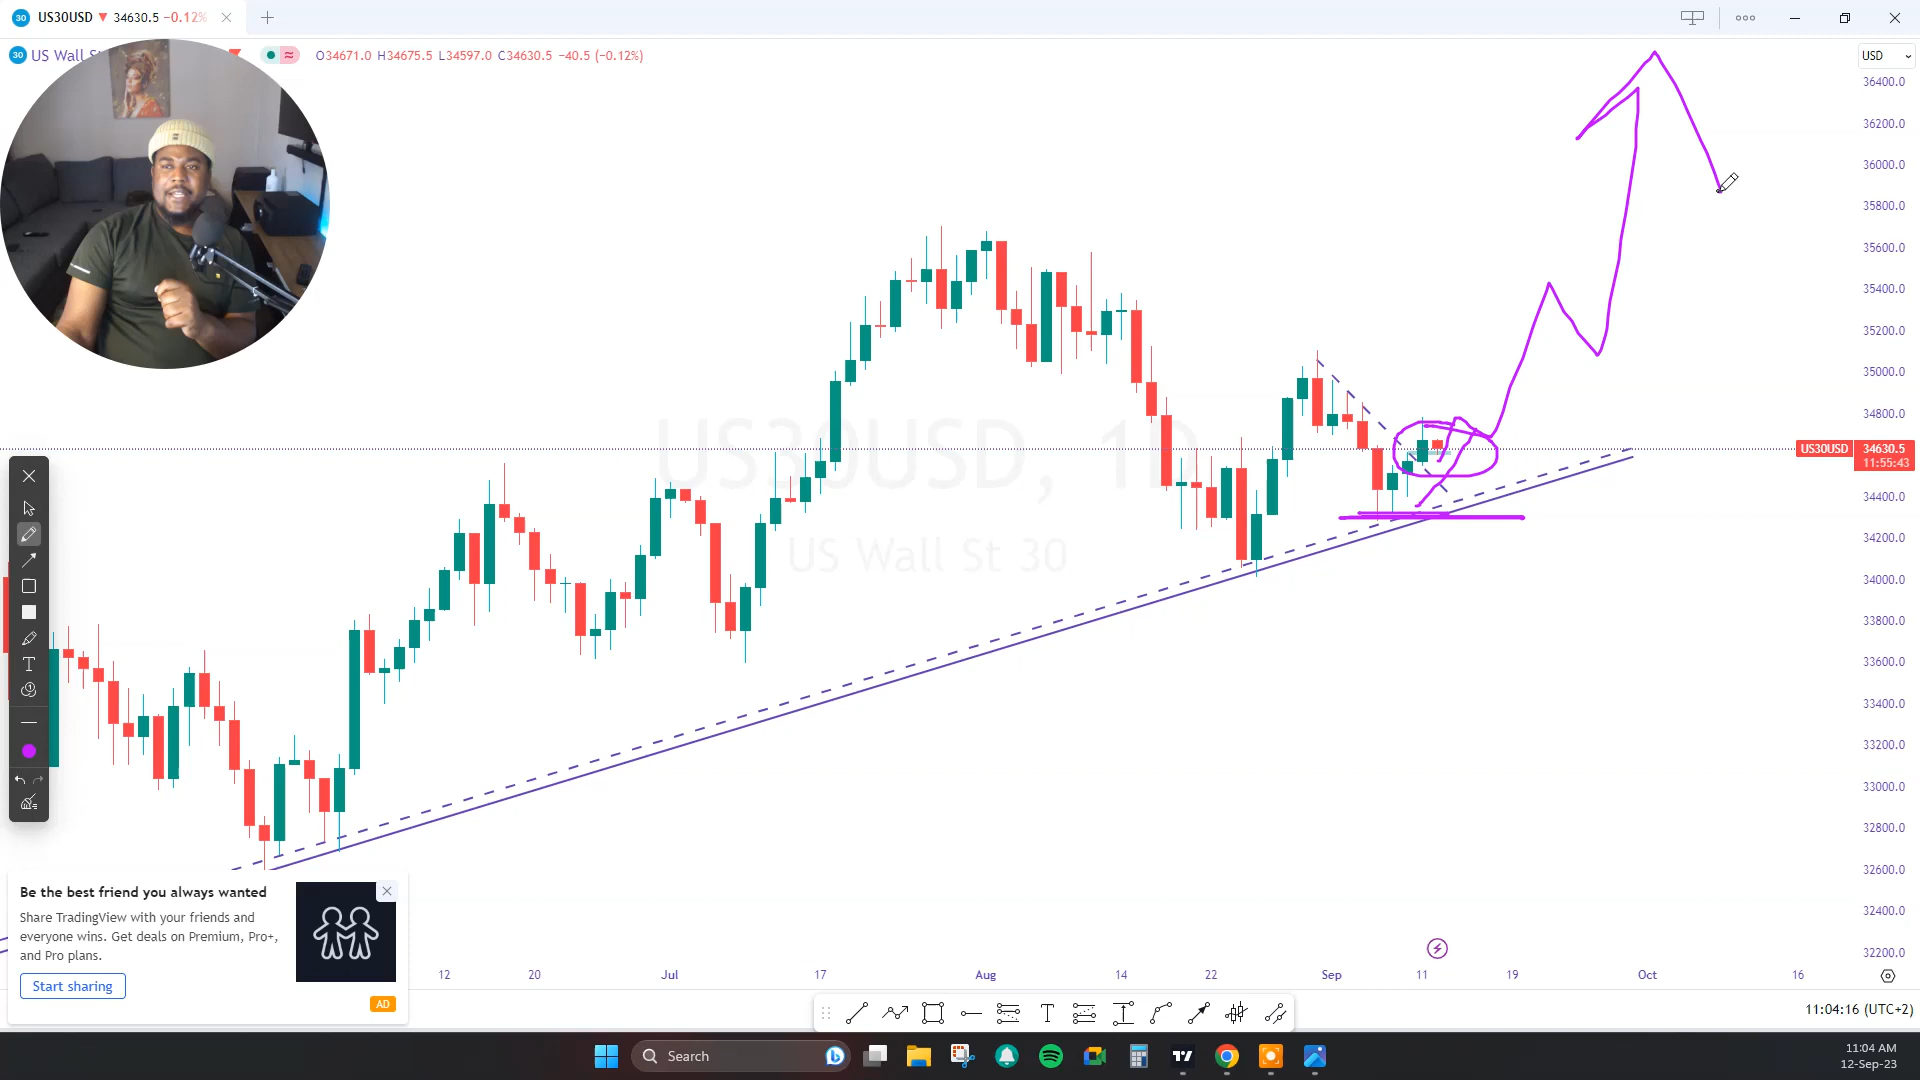 30 US30USD ▼ 34630.5 −0.12%
30 US Wall S O34671.0 H34675.5 L34597.0 C34630.5 −40.5 (−0.12%)
USD
36400.0
36200.0
36000.0
35800.0
35600.0
35400.0
35200.0
35000.0
34800.0
US30USD 34630.5
11:55:43
34400.0
34200.0
34000.0
33800.0
33600.0
33400.0
33200.0
33000.0
32800.0
32600.0
32400.0
32200.0
US30USD, 1D
US Wall St 30
T
Be the best friend you always wanted
Share TradingView with your friends and
everyone wins. Get deals on Premium, Pro+,
and Pro plans.
Start sharing
AD
12 20 Jul 17 Aug 14 22 Sep 11 19 Oct 16
T
11:04:16 (UTC+2)
Search
11:04 AM
12-Sep-23